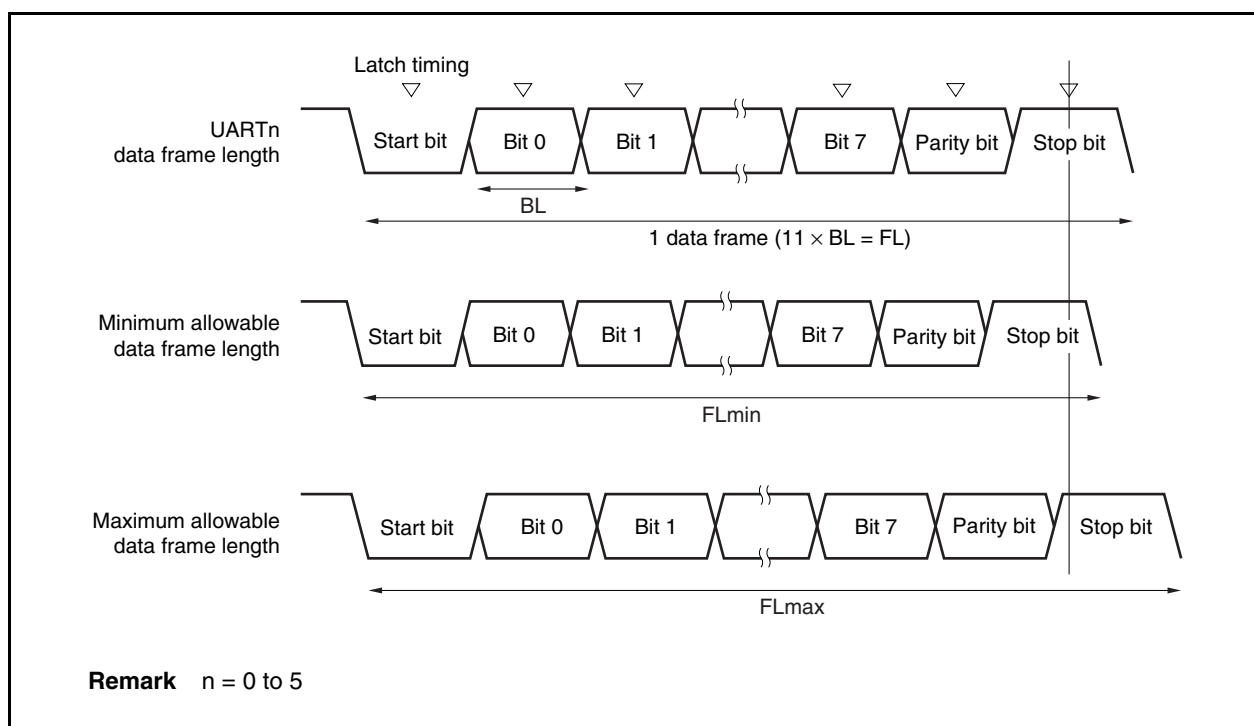 Latch timing
UARTn
data frame length
Start bit
Bit 0
Bit 1
Bit 7
Parity bit
Stop bit
BL
1 data frame (11 × BL = FL)
Minimum allowable
data frame length
Start bit
Bit 0
Bit 1
Bit 7
Parity bit
Stop bit
FLmin
Maximum allowable
data frame length
Start bit
Bit 0
Bit 1
Bit 7
Parity bit
Stop bit
FLmax
Remark n = 0 to 5